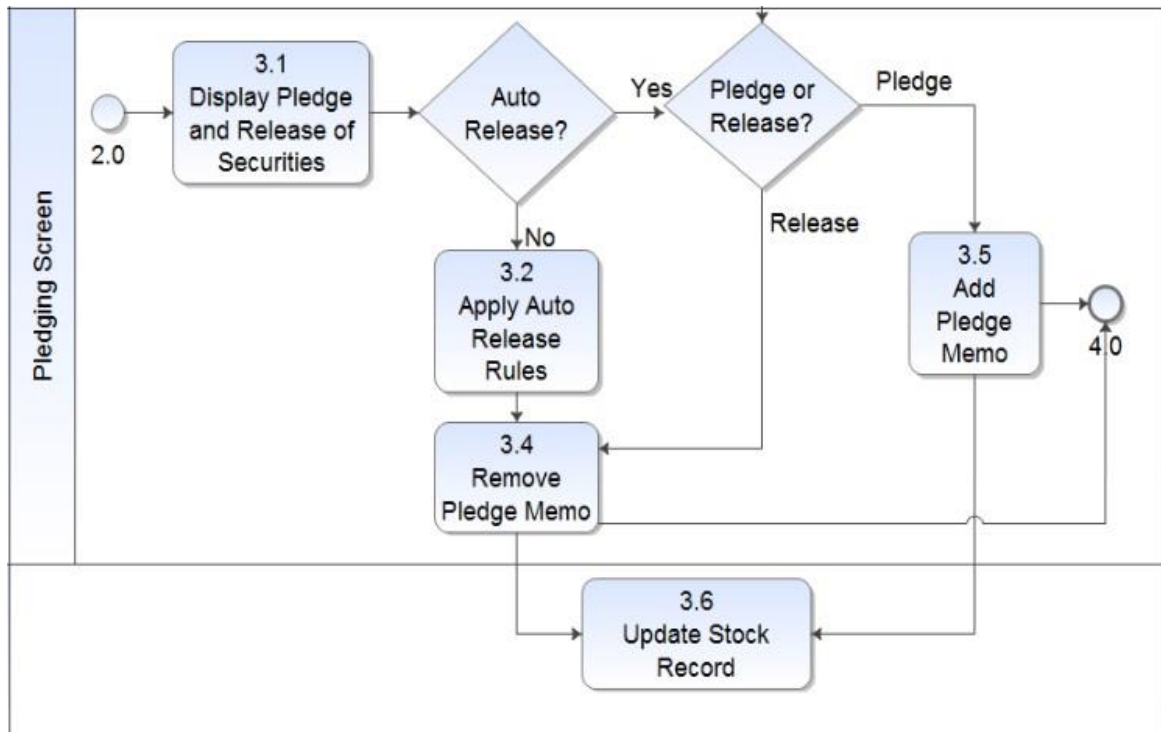 Pledging Screen
2.0
3.1
Display Pledge
and Release of
Securities
Auto
Release?
Yes
No
Pledge or
Release?
Pledge
Release
3.2
Apply Auto
Release
Rules
3.4
Remove
Pledge Memo
3.5
Add
Pledge
Memo
4.0
3.6
Update Stock
Record